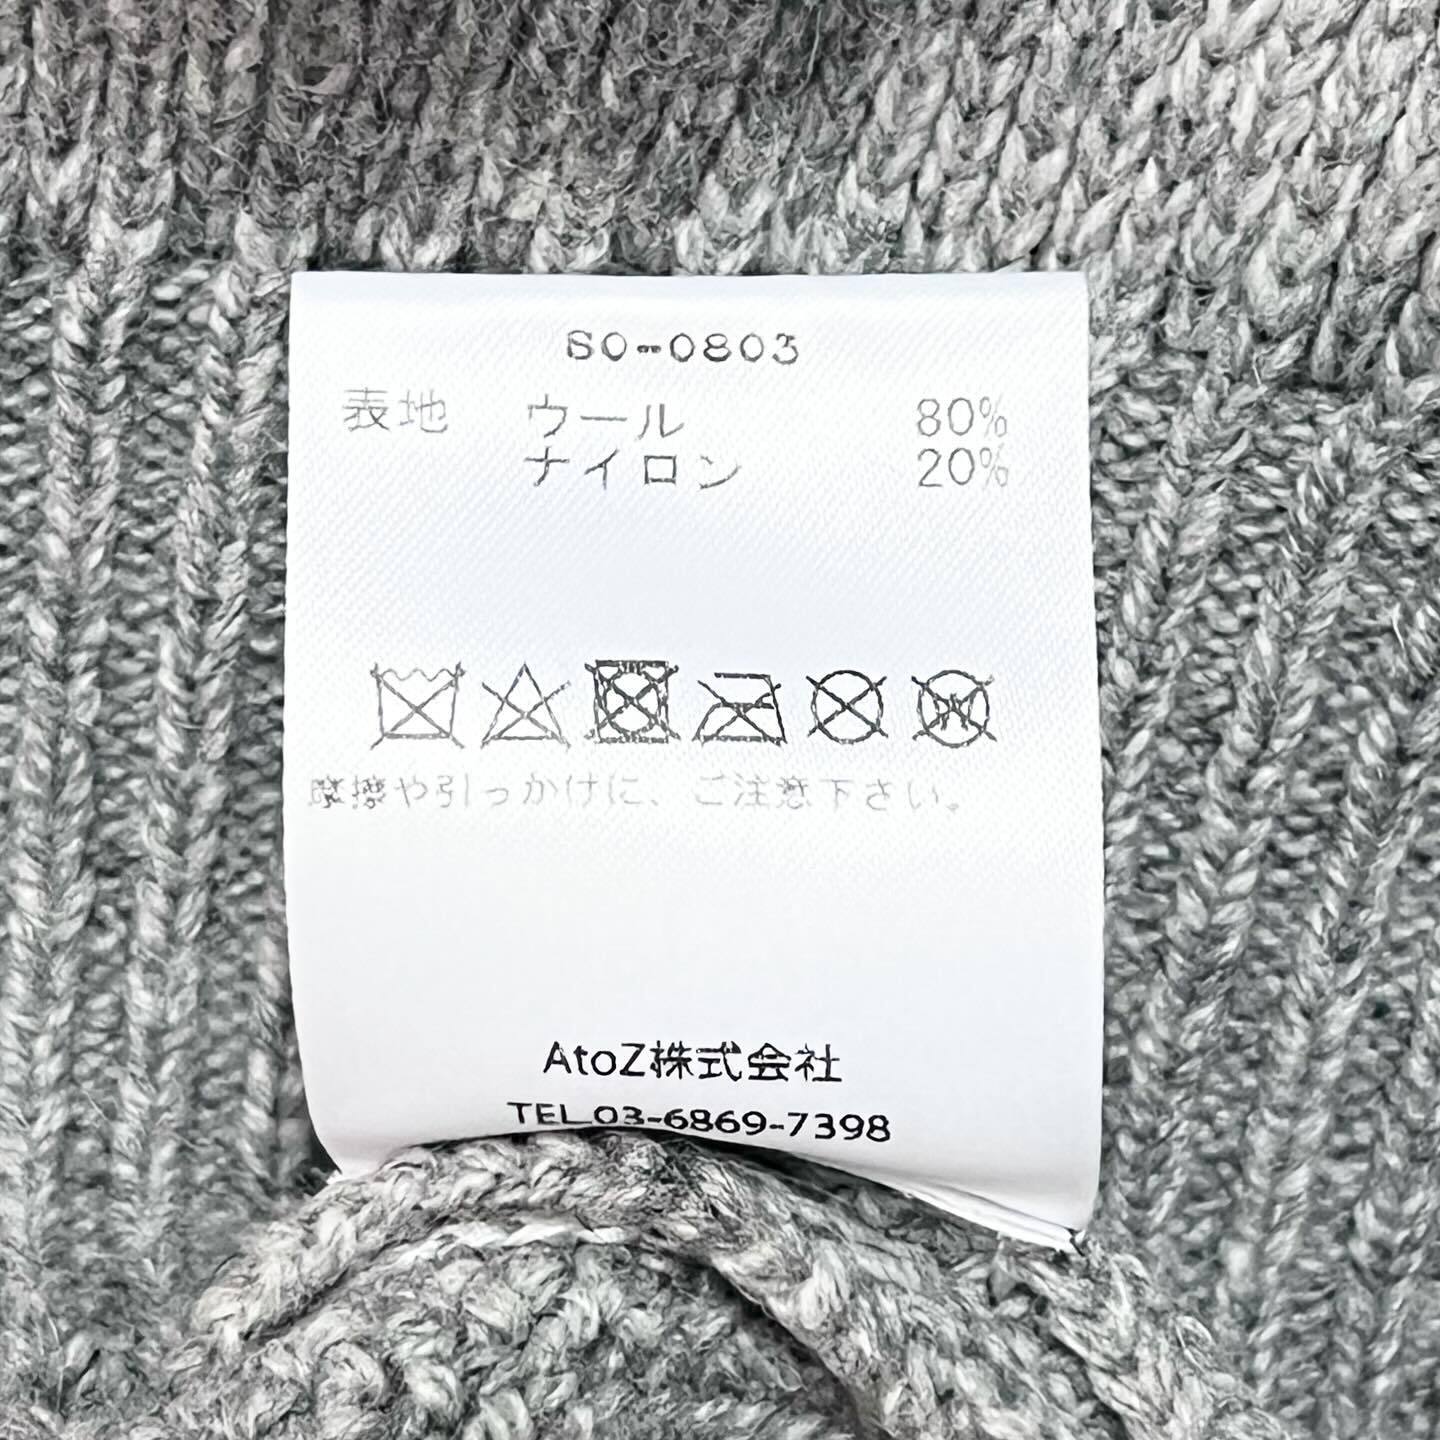 SO-0803
表地 ウール 80%
ナイロン 20%
摩擦や引っかけに、ご注意下さい。
AtoZ株式会社
TEL.03-6869-7398